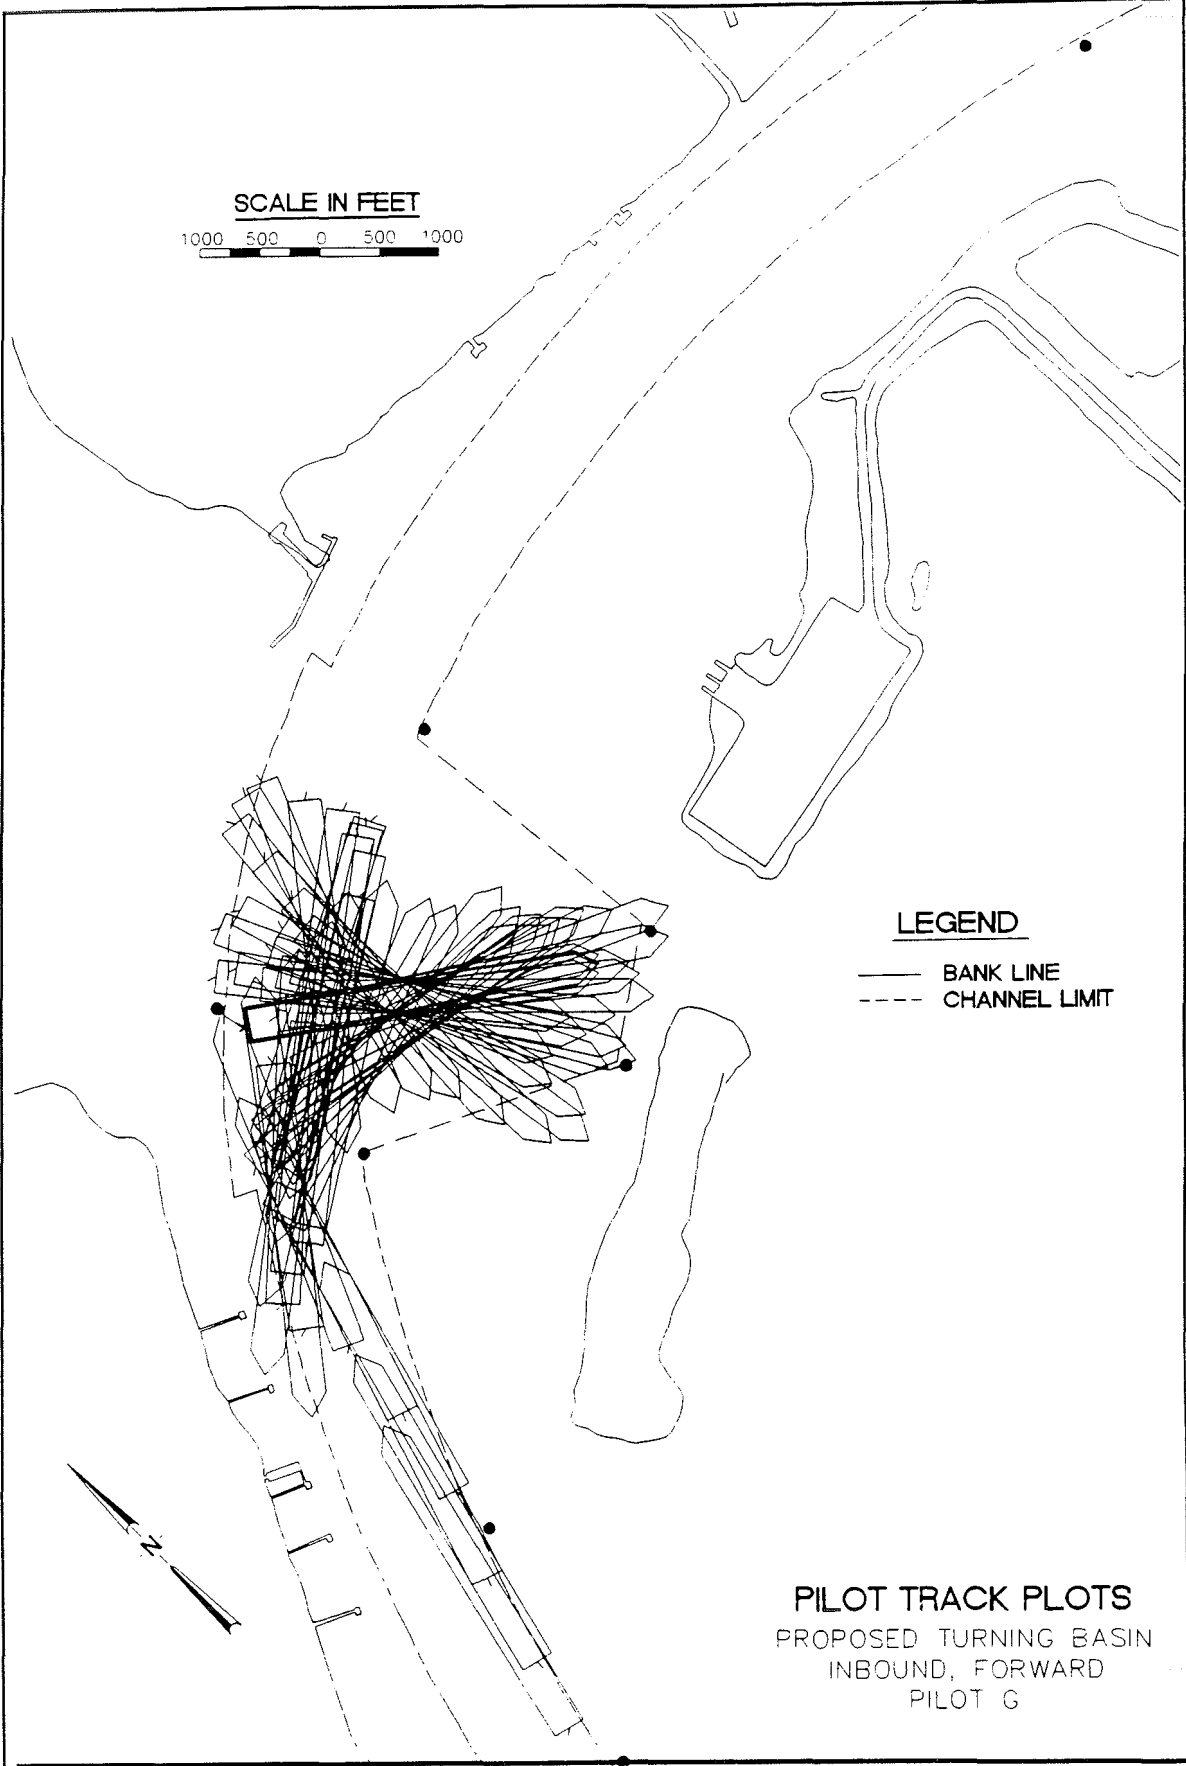 SCALE IN FEET
1000 500 0 500 1000
LEGEND
BANK LINE
CHANNEL LIMIT
N
PILOT TRACK PLOTS
PROPOSED TURNING BASIN
INBOUND, FORWARD
PILOT G